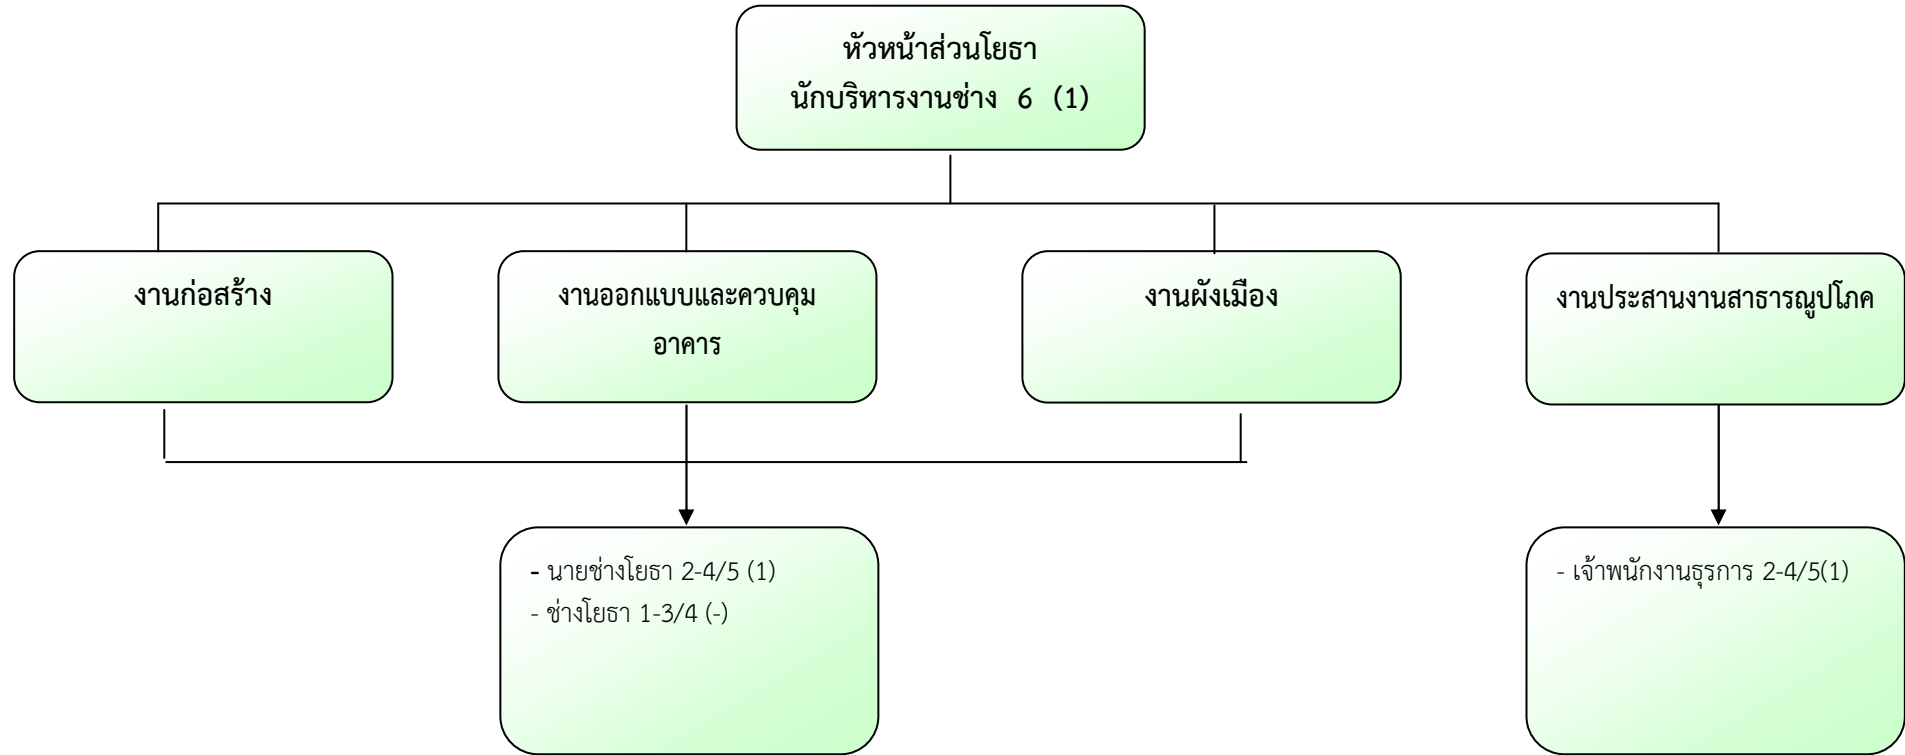 หัวหน้าส่วนโยธา
นักบริหารงานช่าง 6 (1)
งานก่อสร้าง
งานออกแบบและควบคุม
อาคาร
งานผังเมือง
งานประสานงานสาธารณูปโภค
- นายช่างโยธา 2-4/5 (1)
- ช่างโยธา 1-3/4 (-)
- เจ้าพนักงานธุรการ 2-4/5(1)